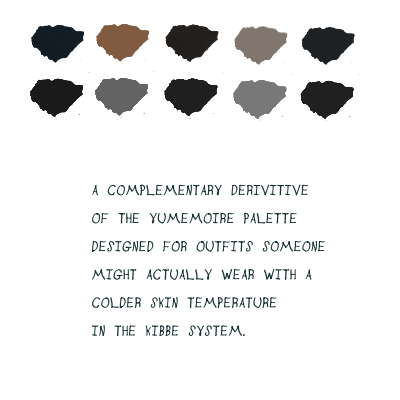 A COMPLEMENTARY DERIVITIVE
OF THE YUMEMOIRE PALETTE
DESIGNED FOR OUTFITS SOMEONE
MIGHT ACTUALLY WEAR WITH A
COLDER SKIN TEMPERATURE
IN THE KIBBE SYSTEM.